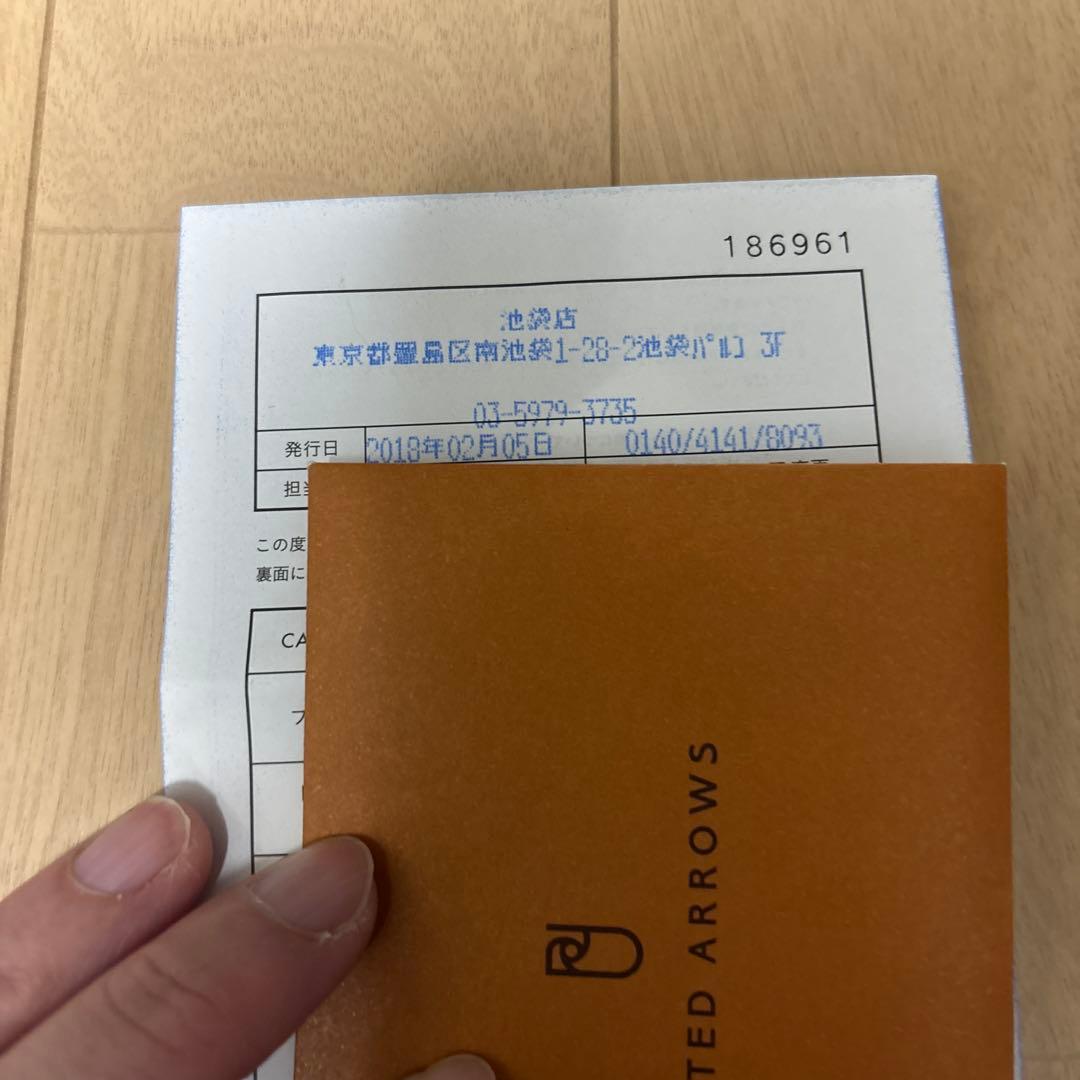 186961
池袋店
東京都豊島区南池袋1-28-2池袋パルコ 3F
03-5979-3735
発行日 2018年02月05日 0140/4141/8093
担当
この度
裏面に
CA
フ
TED ARROWS